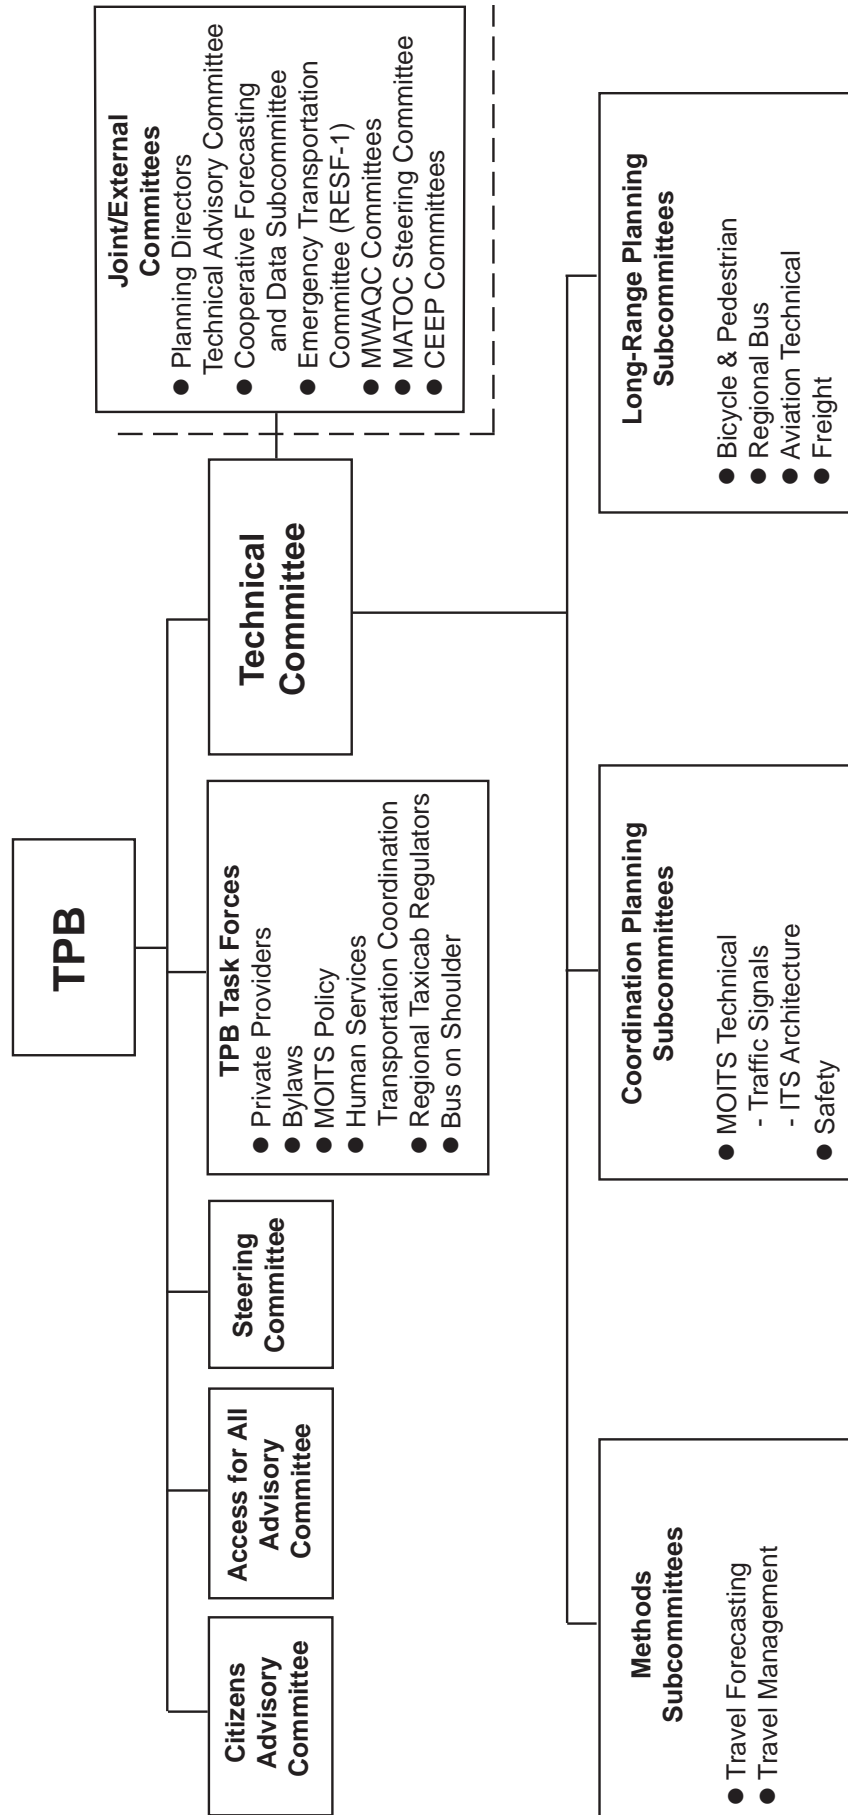 TPB
Citizens
Advisory
Committee
Access for All
Advisory
Committee
Steering
Committee
TPB Task Forces
● Private Providers
● Bylaws
● MOITS Policy
● Human Services
Transportation Coordination
● Regional Taxicab Regulators
● Bus on Shoulder
Technical
Committee
Joint/External
Committees
● Planning Directors
Technical Advisory Committee
● Cooperative Forecasting
and Data Subcommittee
● Emergency Transportation
Committee (RESF-1)
● MWAQC Committees
● MATOC Steering Committee
● CEEP Committees
Methods
Subcommittees
● Travel Forecasting
● Travel Management
Coordination Planning
Subcommittees
● MOITS Technical
- Traffic Signals
- ITS Architecture
● Safety
Long-Range Planning
Subcommittees
● Bicycle & Pedestrian
● Regional Bus
● Aviation Technical
● Freight